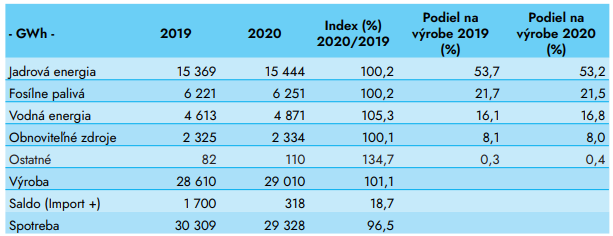 - GWh - 2019 2020 Index (%) 2020/2019 Podiel na výrobe 2019 (%) Podiel na výrobe 2020 (%)
Jadrová energia 15 369 15 444 100,2 53,7 53,2
Fosílne palivá 6 221 6 251 100,2 21,7 21,5
Vodná energia 4 613 4 871 105,3 16,1 16,8
Obnoviteľné zdroje 2 325 2 334 100,1 8,1 8,0
Ostatné 82 110 134,7 0,3 0,4
Výroba 28 610 29 010 101,1
Saldo (Import +) 1 700 318 18,7
Spotreba 30 309 29 328 96,5